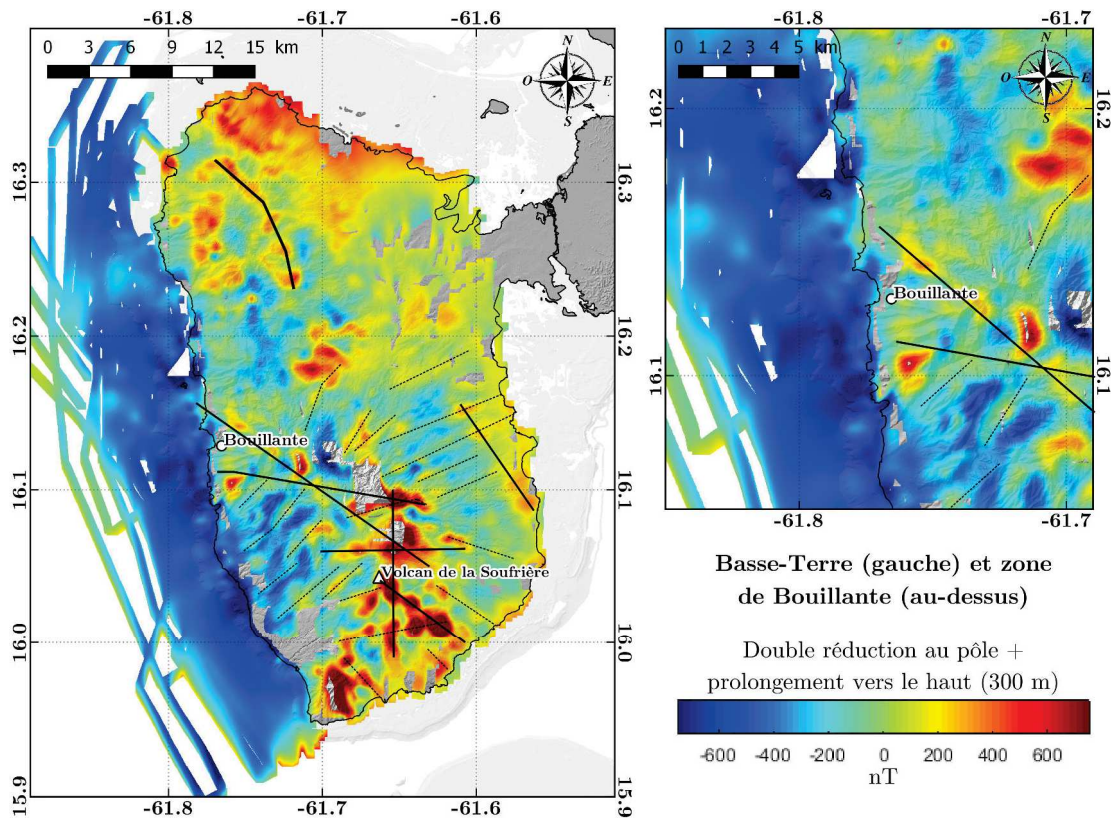 -61.8 -61.7 -61.6
0 3 6 9 12 15 km
N
O E
S
16.3 16.3
16.2 16.2
Bouillante
16.1 16.1
Volcan de la Soufrière
16.0 16.0
15.9 15.9
-61.8 -61.7 -61.6
-61.8 -61.7
0 1 2 3 4 5 km
N
O E
S
16.2 16.2
Bouillante
16.1 16.1
-61.8 -61.7
Basse-Terre (gauche) et zone
de Bouillante (au-dessus)
Double réduction au pôle +
prolongement vers le haut (300 m)
-600 -400 -200 0 200 400 600
nT